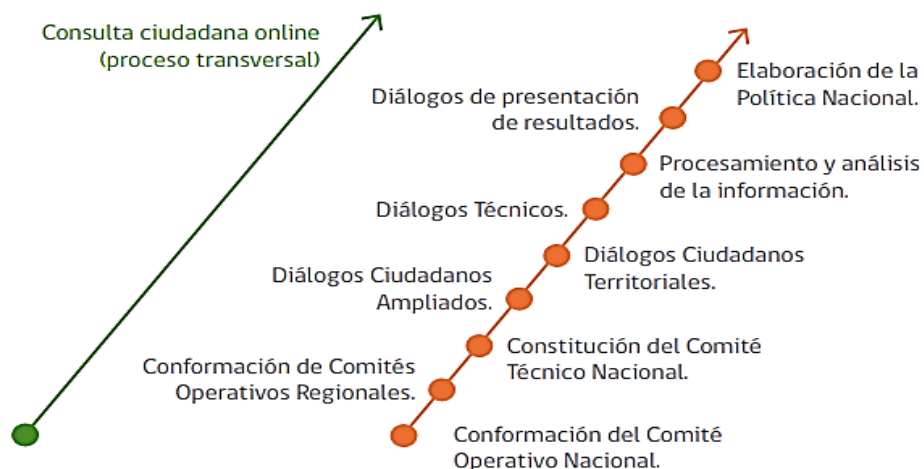 Consulta ciudadana online
(proceso transversal)
Elaboración de la
Política Nacional.
Diálogos de presentación
de resultados.
Procesamiento y análisis
de la información.
Diálogos Técnicos.
Diálogos Ciudadanos
Territoriales.
Diálogos Ciudadanos
Ampliados.
Constitución del Comité
Técnico Nacional.
Conformación de Comités
Operativos Regionales.
Conformación del Comité
Operativo Nacional.